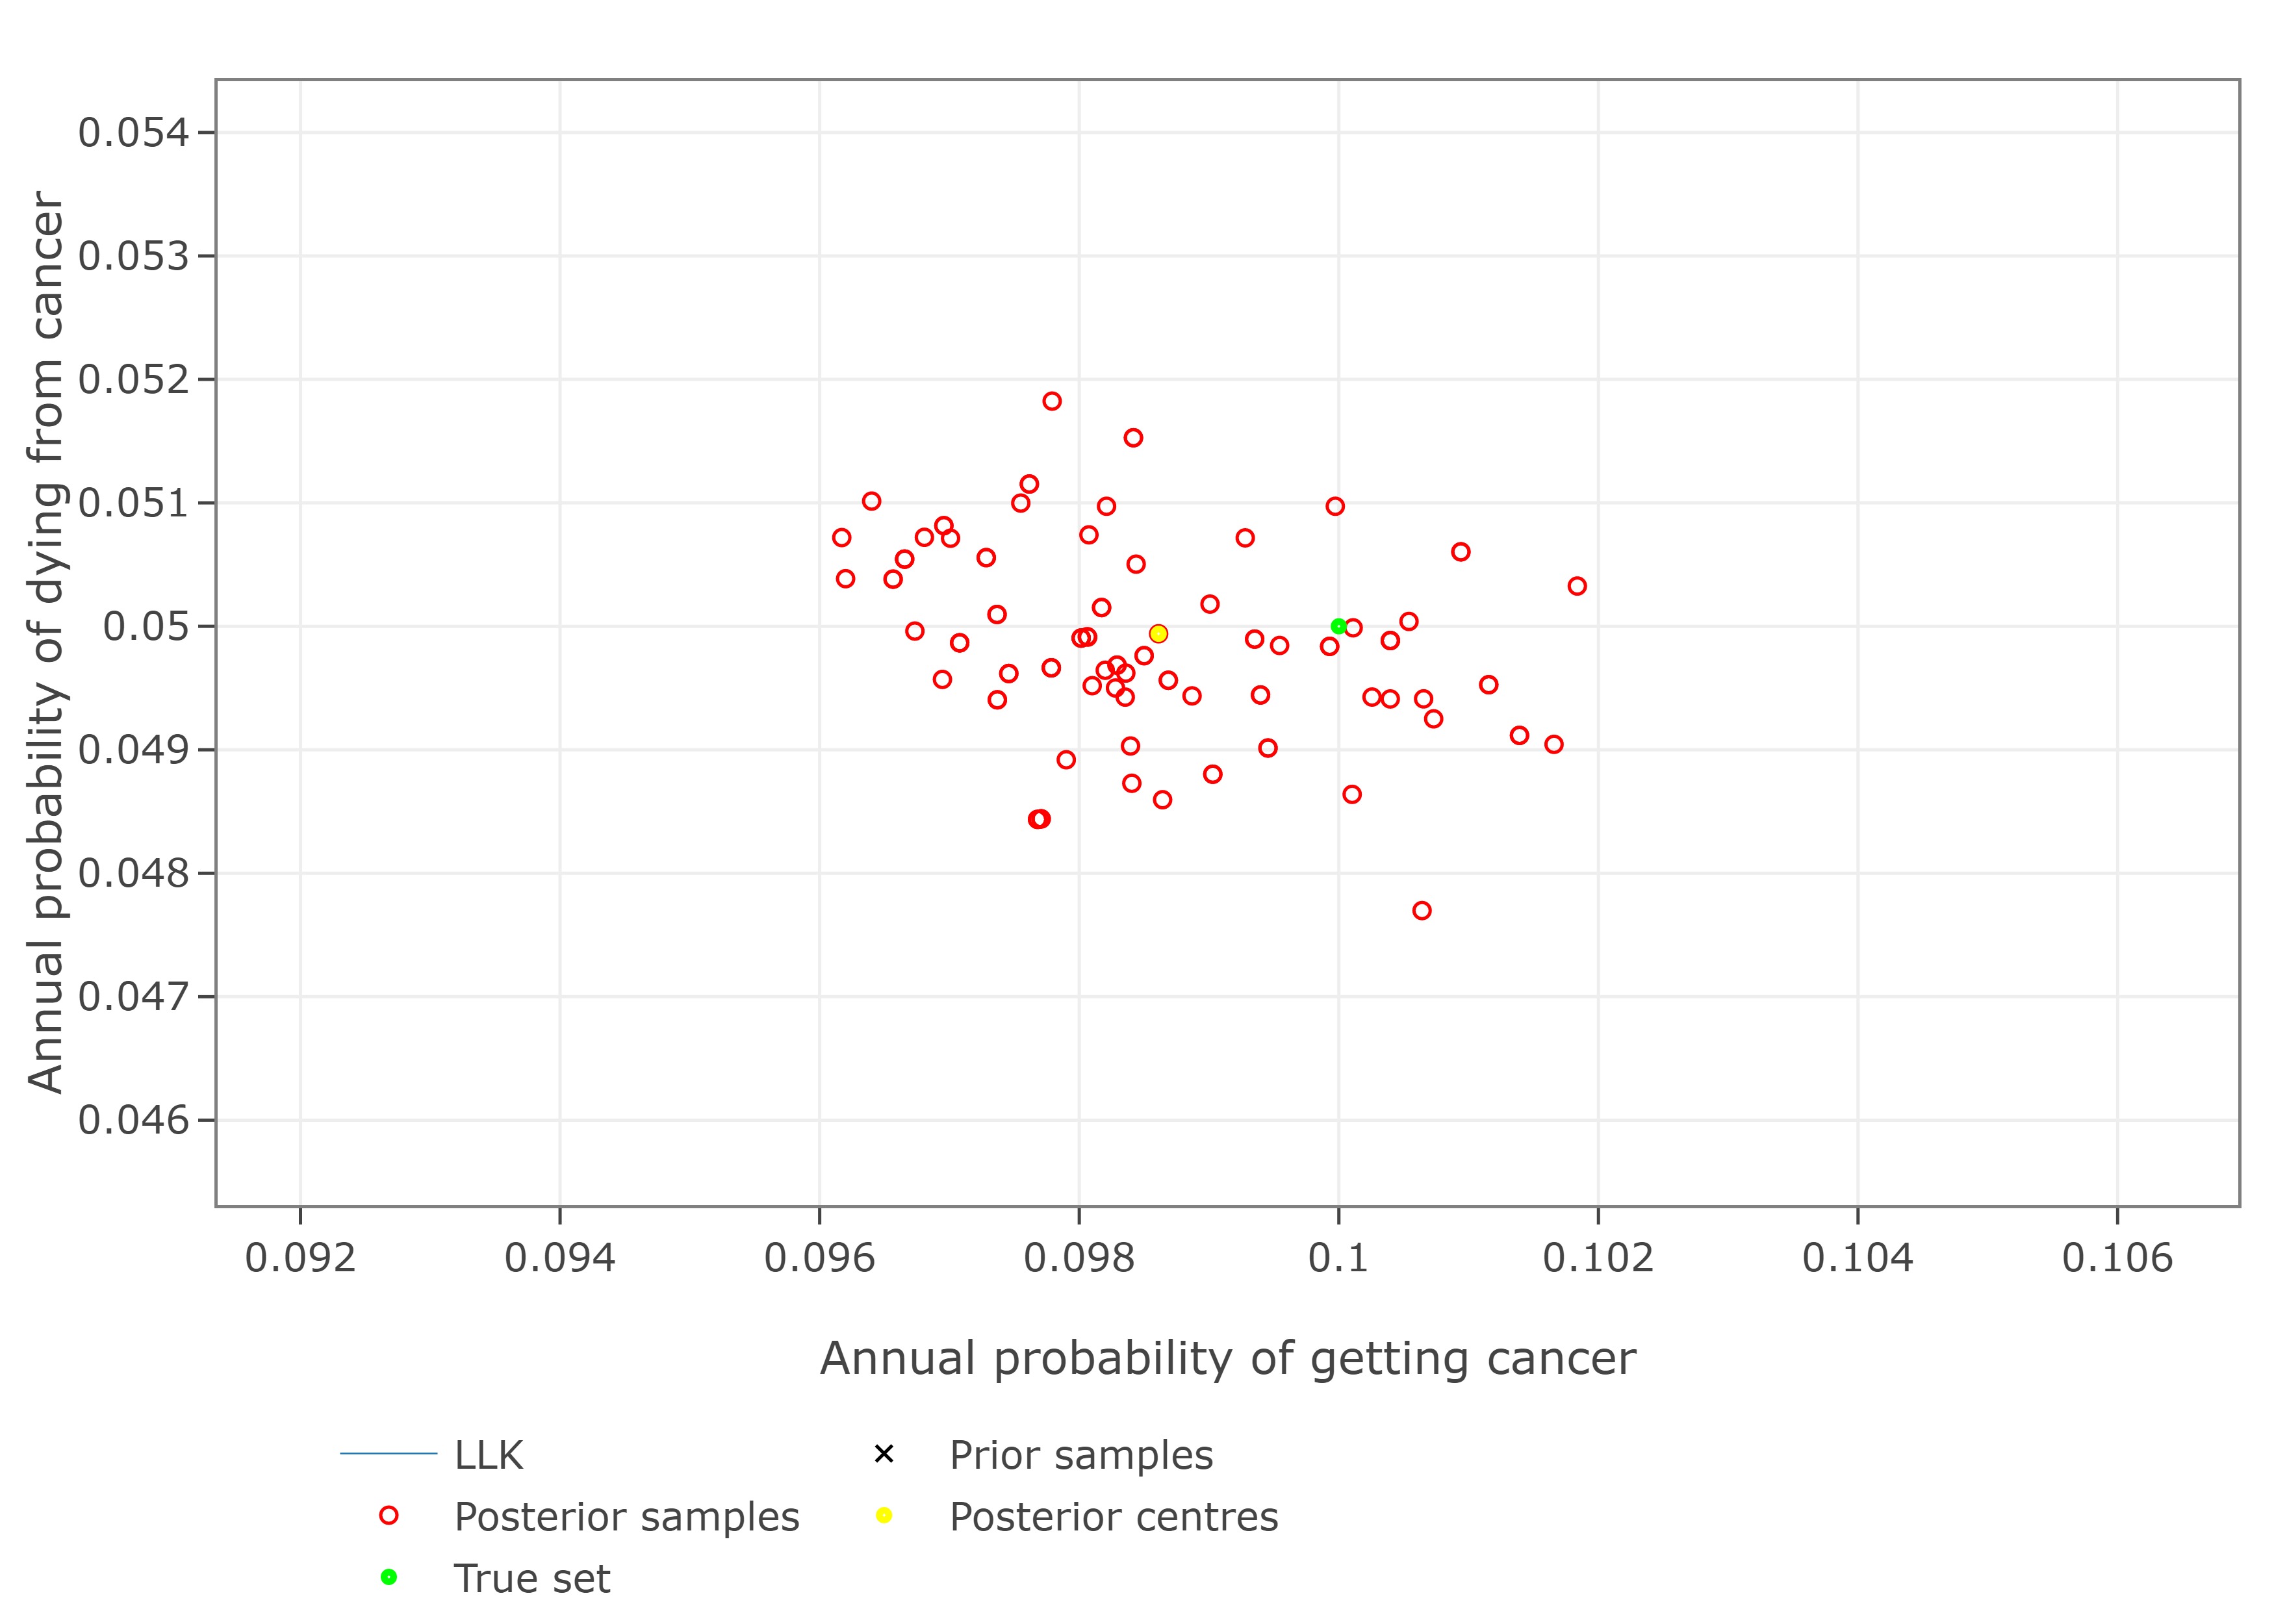 0.054
0.053
0.052
0.051
0.05
0.049
0.048
0.047
0.046
Annual probability of dying from cancer
0.092 0.094 0.096 0.098 0.1 0.102 0.104 0.106
Annual probability of getting cancer
LLK Prior samples
Posterior samples Posterior centres
True set